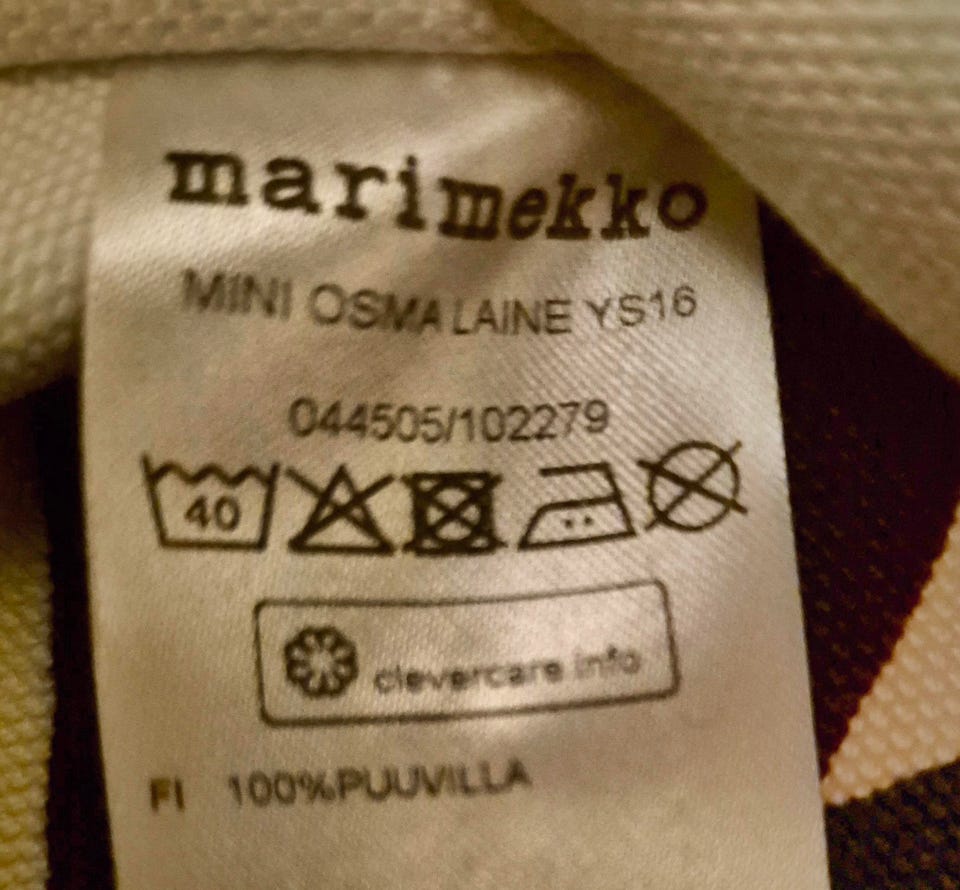 marimekko
MINI OSMA LAINE YS16
044505/102279
40
clevercare.info
FI 100%PUUVILLA